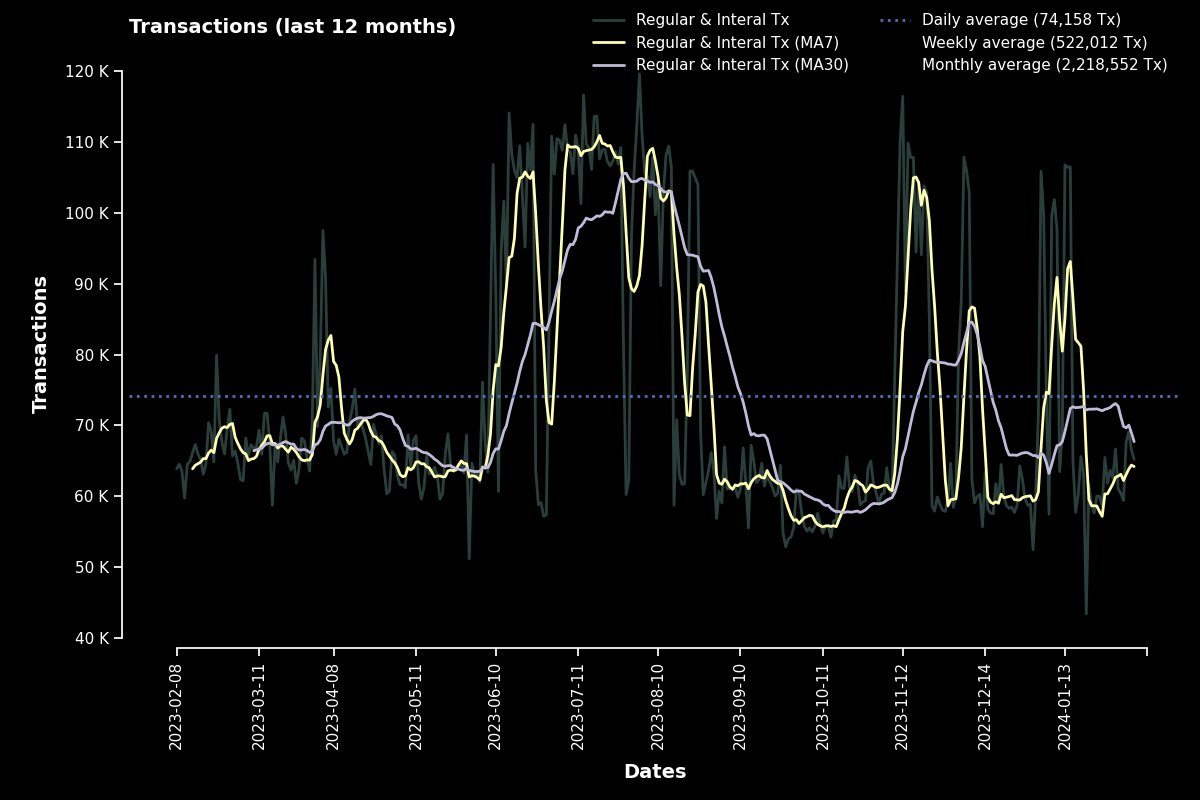 Transactions (last 12 months)
Regular & Interal Tx
Regular & Interal Tx (MA7)
Regular & Interal Tx (MA30)
Daily average (74,158 Tx)
Weekly average (522,012 Tx)
Monthly average (2,218,552 Tx)
120 K
110 K
100 K
90 K
80 K
70 K
60 K
50 K
40 K
Transactions
2023-02-08
2023-03-11
2023-04-08
2023-05-11
2023-06-10
2023-07-11
2023-08-10
2023-09-10
2023-10-11
2023-11-12
2023-12-14
2024-01-13
Dates